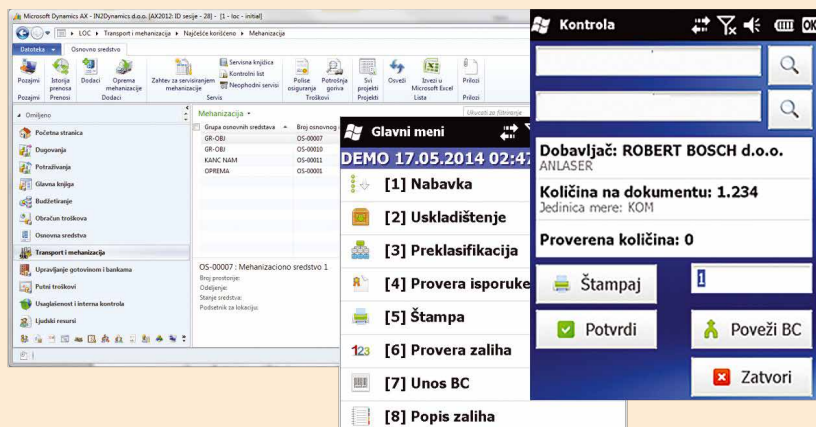 Microsoft Dynamics AX - IN2Dynamics d.o.o. [AX2012: ID sesije - 28] - [1 - loc - initial]
LOC ▸ Transport i mehanizacija ▸ Najčešće korišćeno ▸ Mehanizacija
Datoteka
Osnovno sredstvo
Pozajmi
Istorija prenosa
Dodaci
Oprema mehanizacije
Zahtev za servisiranjem mehanizacije
Servisna knjižica
Kontrolni list
Neophodni servisi
Polise osiguranja
Potrošnja goriva
Svi projekti
Osveži
Izvezi u Microsoft Excel
Prilozi
Pozajmi
Prenosi
Dodaci
Servis
Troškovi
Projekti
Lista
Prilozi
Omiljeno
Početna stranica
Dugovanja
Potraživanja
Glavna knjiga
Budžetiranje
Obračun troškova
Osnovna sredstva
Transport i mehanizacija
Upravljanje gotovinom i bankama
Putni troškovi
Usaglašenost i interna kontrola
Ljudski resursi
Mehanizacija
Ukucati za filtriranje
Grupa osnovnih sredstava
Broj osnovnog
GR-OBJ OS-00007
GR-OBJ OS-00010
KANC NAM OS-00011
OPREMA OS-00001
OS-00007 : Mehanizaciono sredstvo 1
Broj prostorije:
Odeljenje:
Stanje sredstva:
Podsetnik za lokaciju:
Glavni meni
DEMO 17.05.2014 02:47
[1] Nabavka
[2] Uskladištenje
[3] Preklasifikacija
[4] Provera isporuke
[5] Štampa
[6] Provera zaliha
[7] Unos BC
[8] Popis zaliha
Kontrola
OK
Dobavljač: ROBERT BOSCH d.o.o.
ANLASER
Količina na dokumentu: 1.234
Jedinica mere: KOM
Proverena količina: 0
Štampaj
1
Potvrdi
Poveži BC
Zatvori